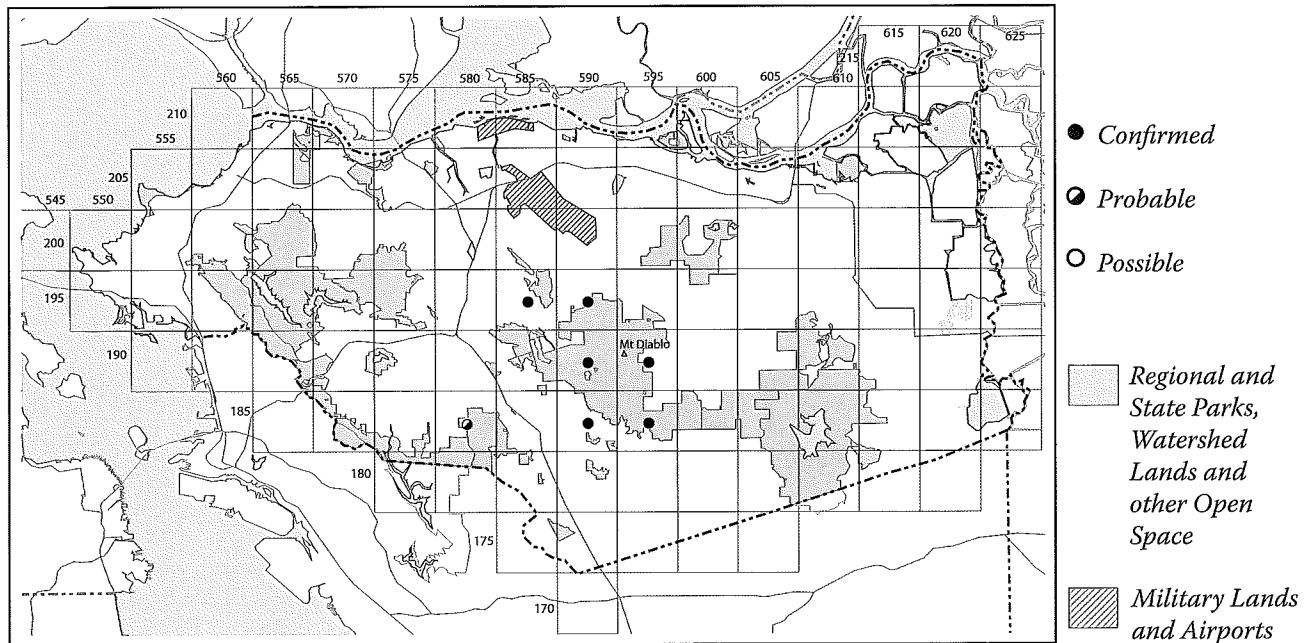 615 620 625
215
560 565 570 575 580 585 590 595 600 605 610
210
555
205
545 550
200
195
190
Mt Diablo
185
180
175
170
Confirmed
Probable
Possible
Regional and
State Parks,
Watershed
Lands and
other Open
Space
Military Lands
and Airports